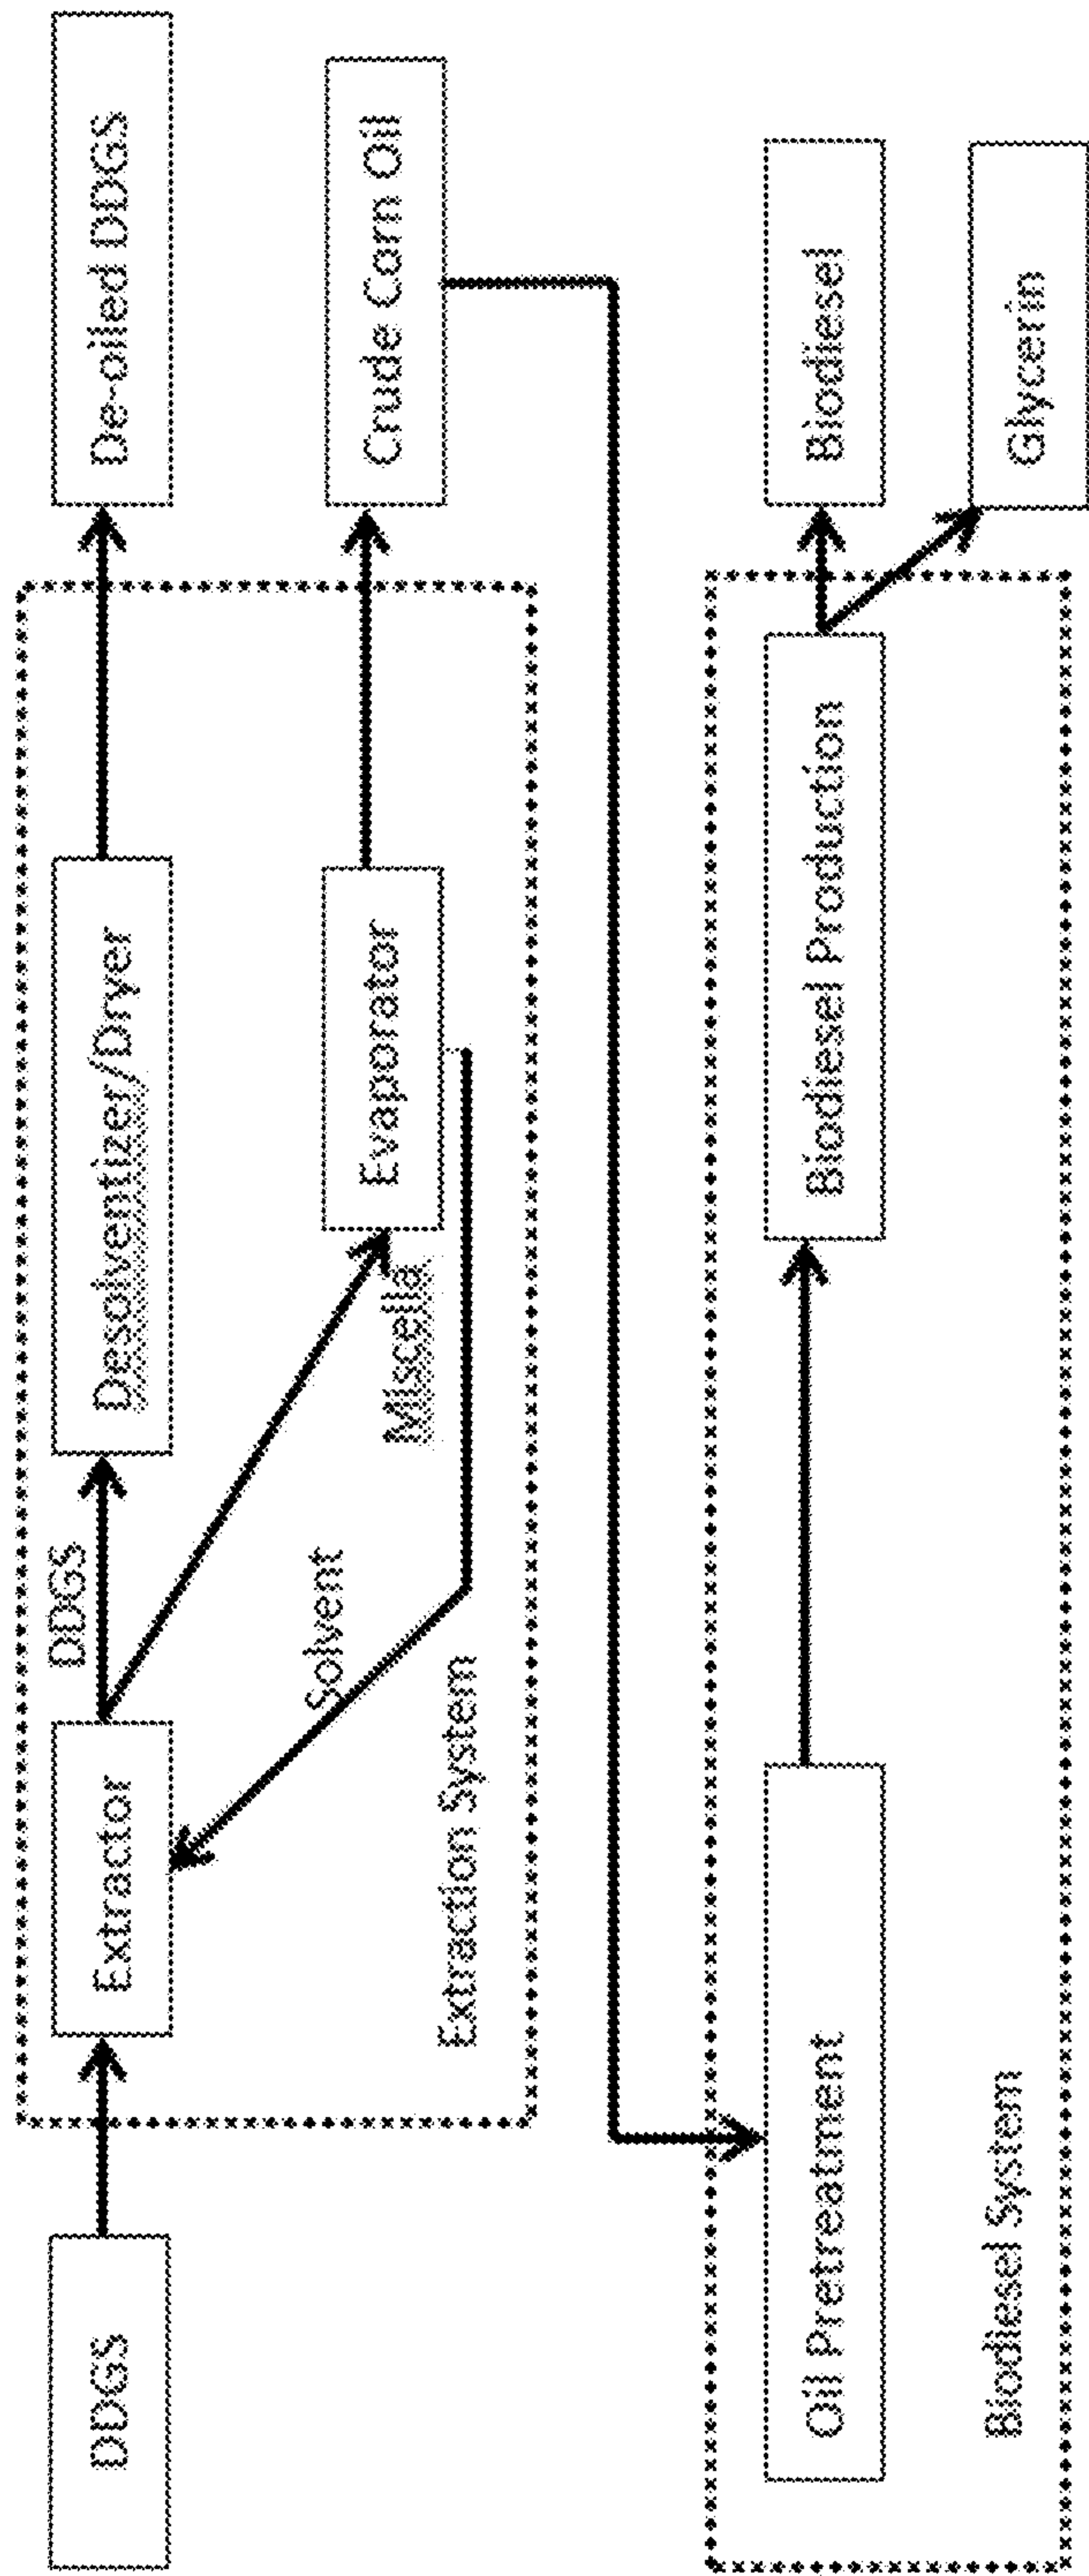 DDGS
Extractor
DDGS
Desolventizer/Dryer
De-oiled DDGS
Solvent
Miscella
Evaporator
Crude Corn Oil
Extraction System
Oil Pretreatment
Biodiesel Production
Biodiesel
Glycerin
Biodiesel System